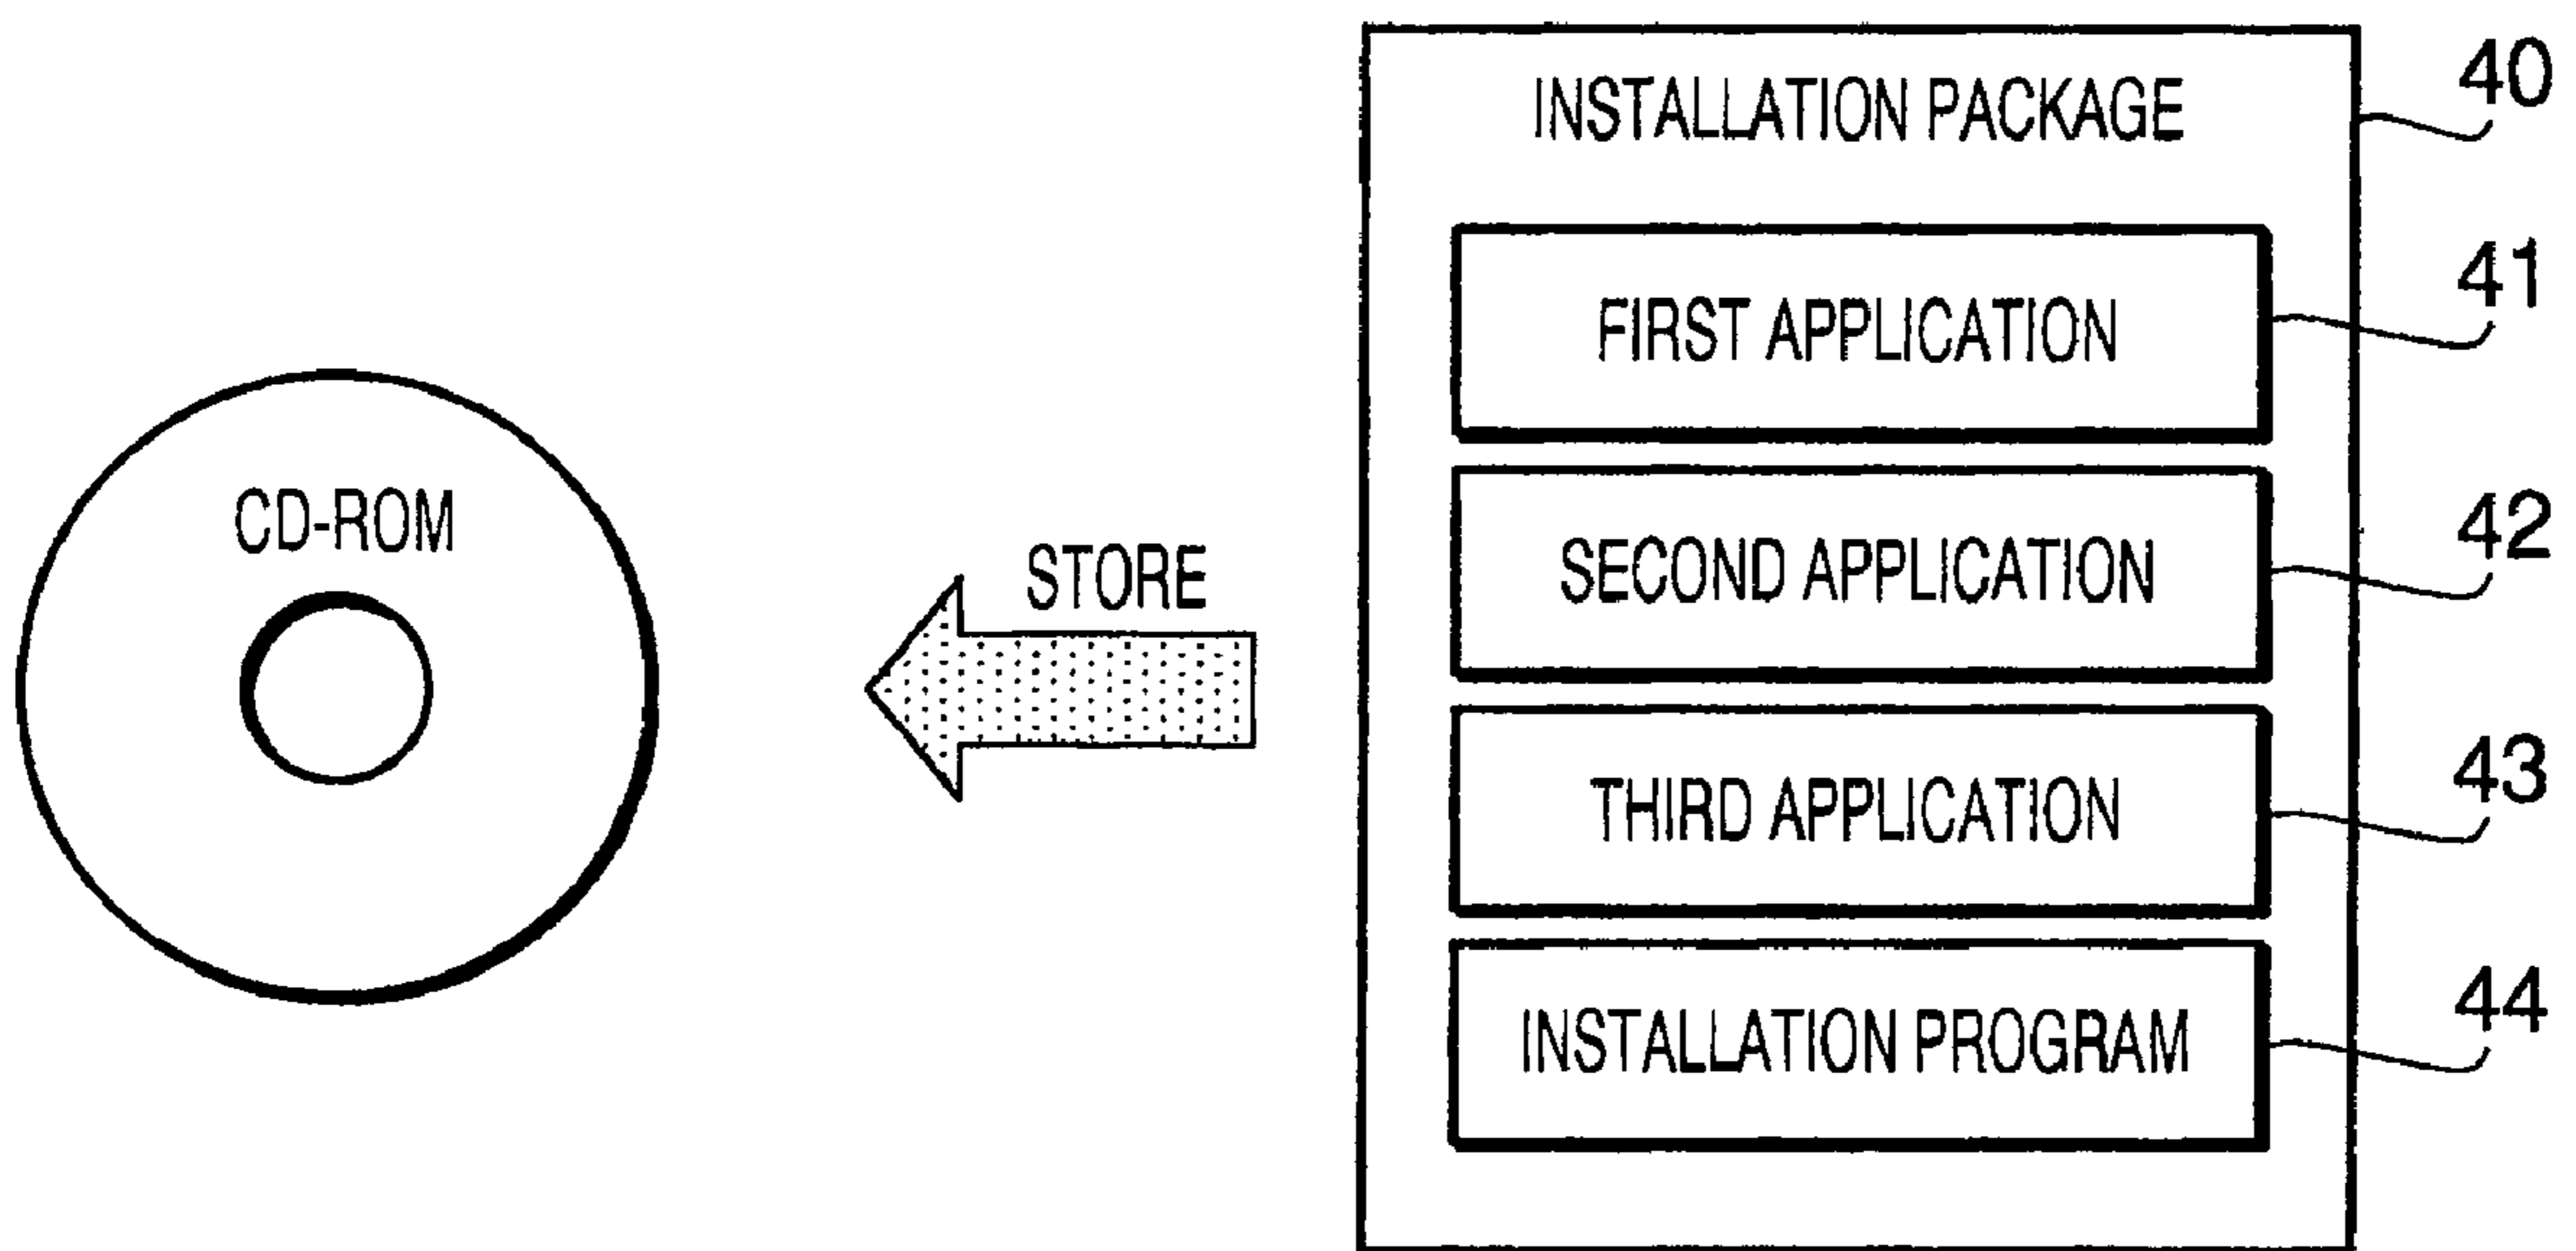 CD-ROM
STORE
INSTALLATION PACKAGE
40
FIRST APPLICATION
41
SECOND APPLICATION
42
THIRD APPLICATION
43
INSTALLATION PROGRAM
44